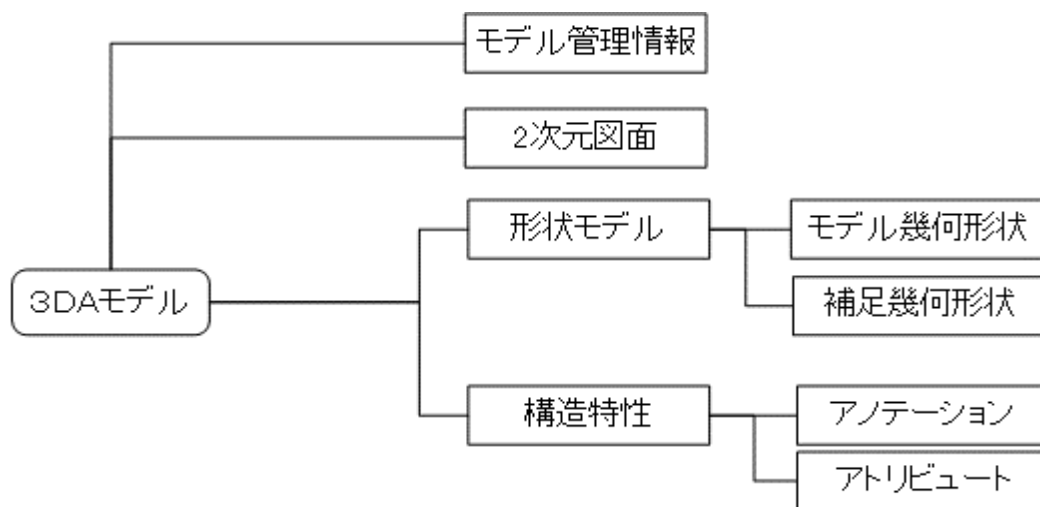 モデル管理情報
2次元図面
形状モデル
モデル幾何形状
補足幾何形状
3DAモデル
構造特性
アノテーション
アトリビュート